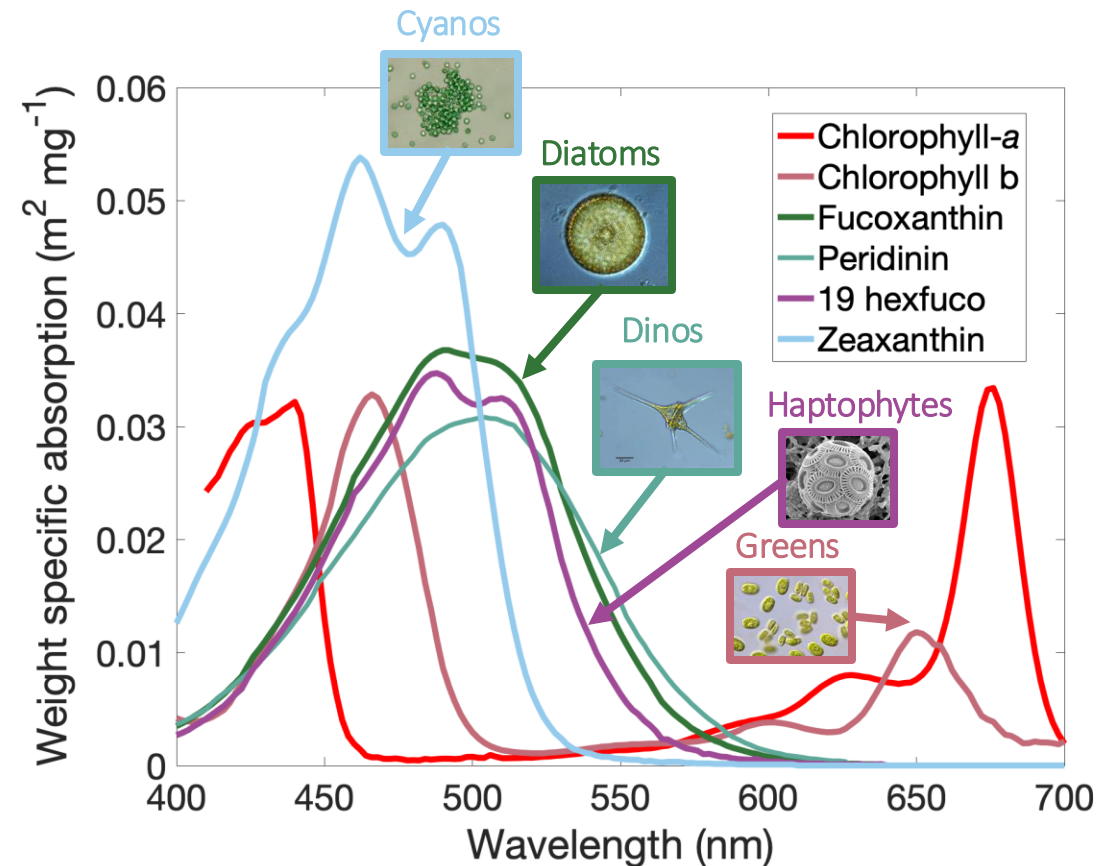 Cyanos
Diatoms
Dinos
Haptophytes
Greens
Chlorophyll-a
Chlorophyll b
Fucoxanthin
Peridinin
19 hexfuco
Zeaxanthin
Weight specific absorption (m² mg⁻¹)
0.06
0.05
0.04
0.03
0.02
0.01
0
400 450 500 550 600 650 700
Wavelength (nm)